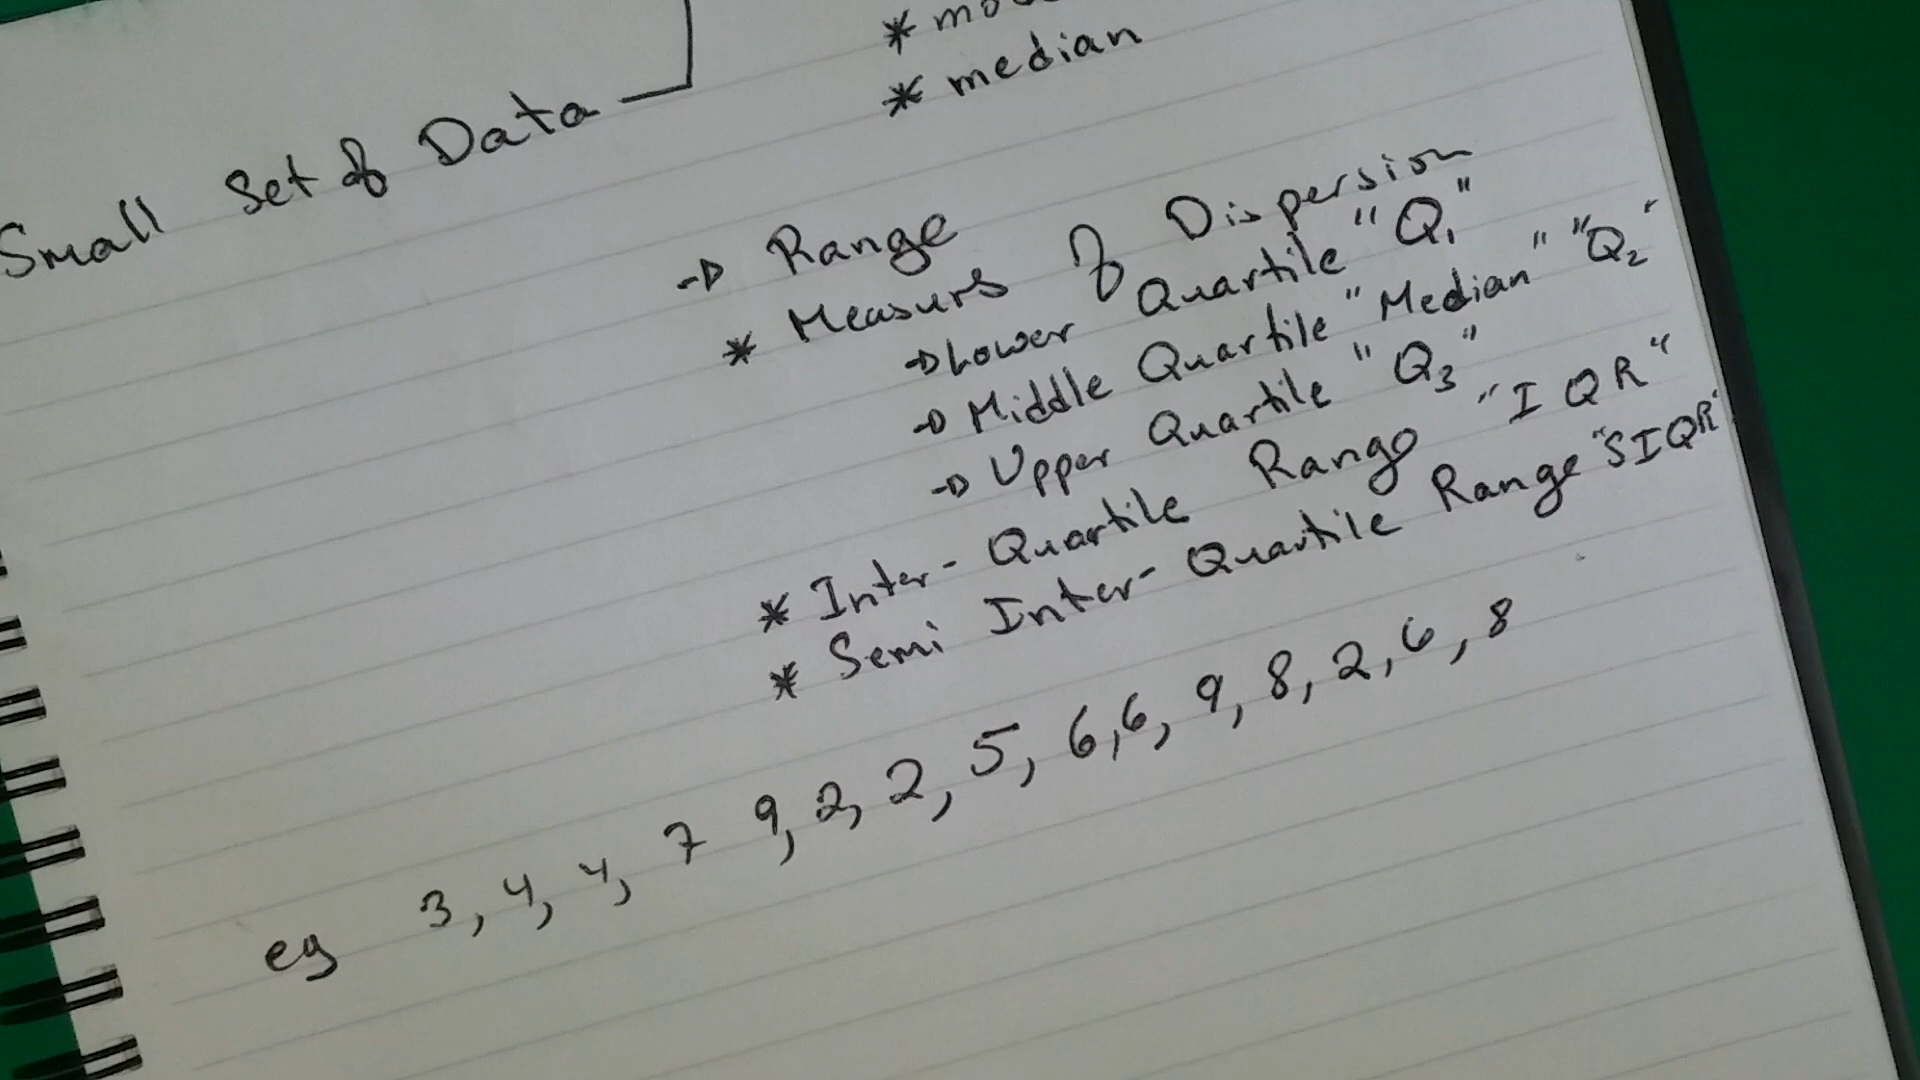 * median
Small Set of Data
→ Range
* Measurs of Dispersion
→ Lower Quartile "Q₁"
→ Middle Quartile "Median" "Q₂"
→ Upper Quartile "Q₃"
* Inter-Quartile Range "IQR"
* Semi Inter-Quartile Range "SIQR"
eg 3, 4, 4, 7 9, 2, 2, 5, 6, 6, 9, 8, 2, 6, 8